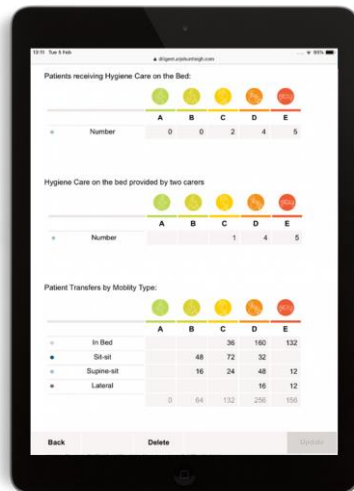 12:15 Tue 5 Feb
85%
Patients receiving Hygiene Care on the Bed:
A B C D E
Number 0 0 2 4 5
Hygiene Care on the bed provided by two carers
A B C D E
Number 1 4 5
Patient Transfers by Moblity Type:
A B C D E
In Bed 36 160 132
Sit-sit 48 72 32
Supine-sit 16 24 48 12
Lateral 16 12
0 64 132 256 156
Back Delete Update